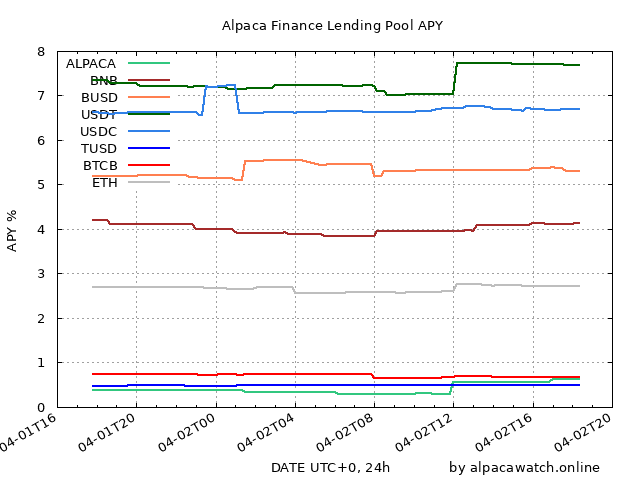 Alpaca Finance Lending Pool APY
8
7
6
5
4
3
2
1
0
APY %
ALPACA
BNB
BUSD
USDT
USDC
TUSD
BTCB
ETH
04-01T16
04-01T20
04-02T00
04-02T04
04-02T08
04-02T12
04-02T16
04-02T20
DATE UTC+0, 24h
by alpacawatch.online